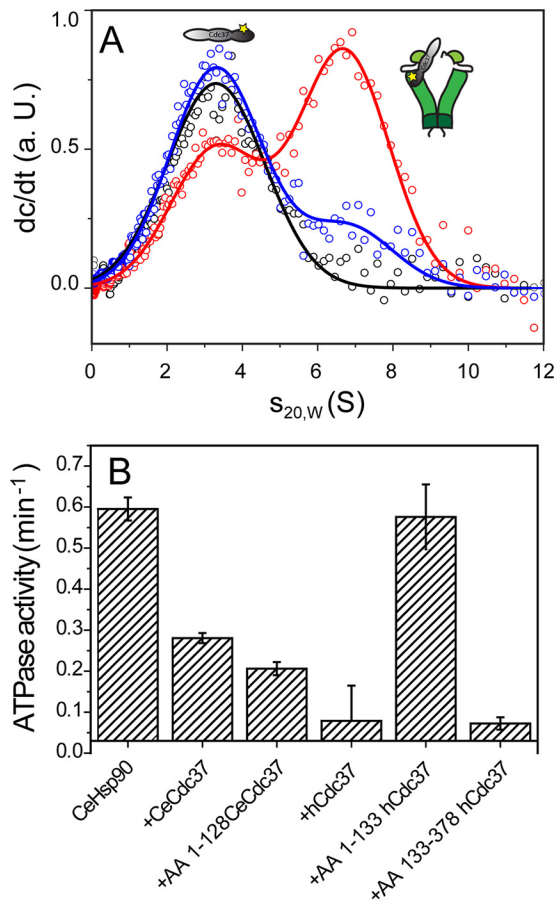 A
Cdc37
Cdc37
1.0
0.5
0.0
dc/dt (a. U.)
0 2 4 6 8 10 12
s20,W (S)
B
0.7
0.6
0.5
0.4
0.3
0.2
0.1
0.0
ATPase activity (min-1)
CeHsp90
+CeCdc37
+AA 1-128CeCdc37
+hCdc37
+AA 1-133 hCdc37
+AA 133-378 hCdc37